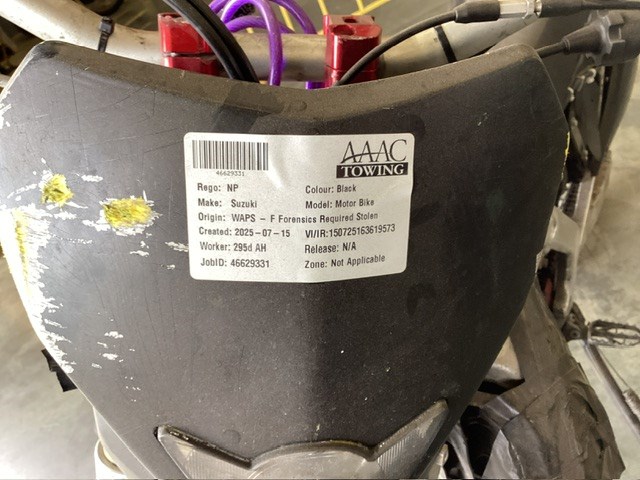 46629331
AAAC
TOWING
Rego: NP Colour: Black
Make: Suzuki Model: Motor Bike
Origin: WAPS - F Forensics Required Stolen
Created: 2025-07-15 VI/IR:150725163619573
Worker: 295d AH Release: N/A
JobID: 46629331 Zone: Not Applicable